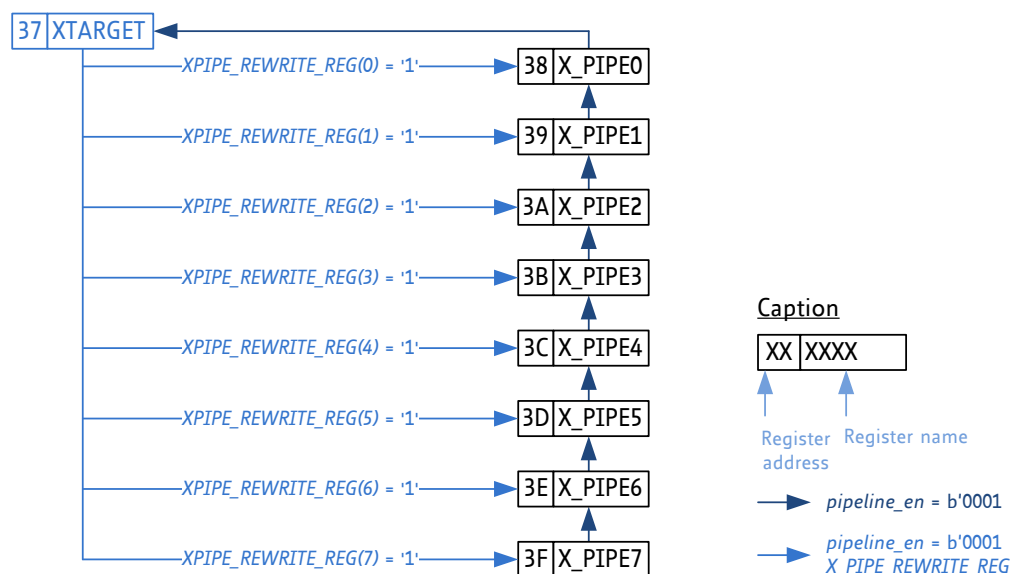 37 XTARGET
XPIPE_REWRITE_REG(0) = '1' 38 X_PIPE0
XPIPE_REWRITE_REG(1) = '1' 39 X_PIPE1
XPIPE_REWRITE_REG(2) = '1' 3A X_PIPE2
XPIPE_REWRITE_REG(3) = '1' 3B X_PIPE3
XPIPE_REWRITE_REG(4) = '1' 3C X_PIPE4
XPIPE_REWRITE_REG(5) = '1' 3D X_PIPE5
XPIPE_REWRITE_REG(6) = '1' 3E X_PIPE6
XPIPE_REWRITE_REG(7) = '1' 3F X_PIPE7
Caption
XX XXXX
Register address
Register name
pipeline_en = b'0001
pipeline_en = b'0001
X_PIPE_REWRITE_REG